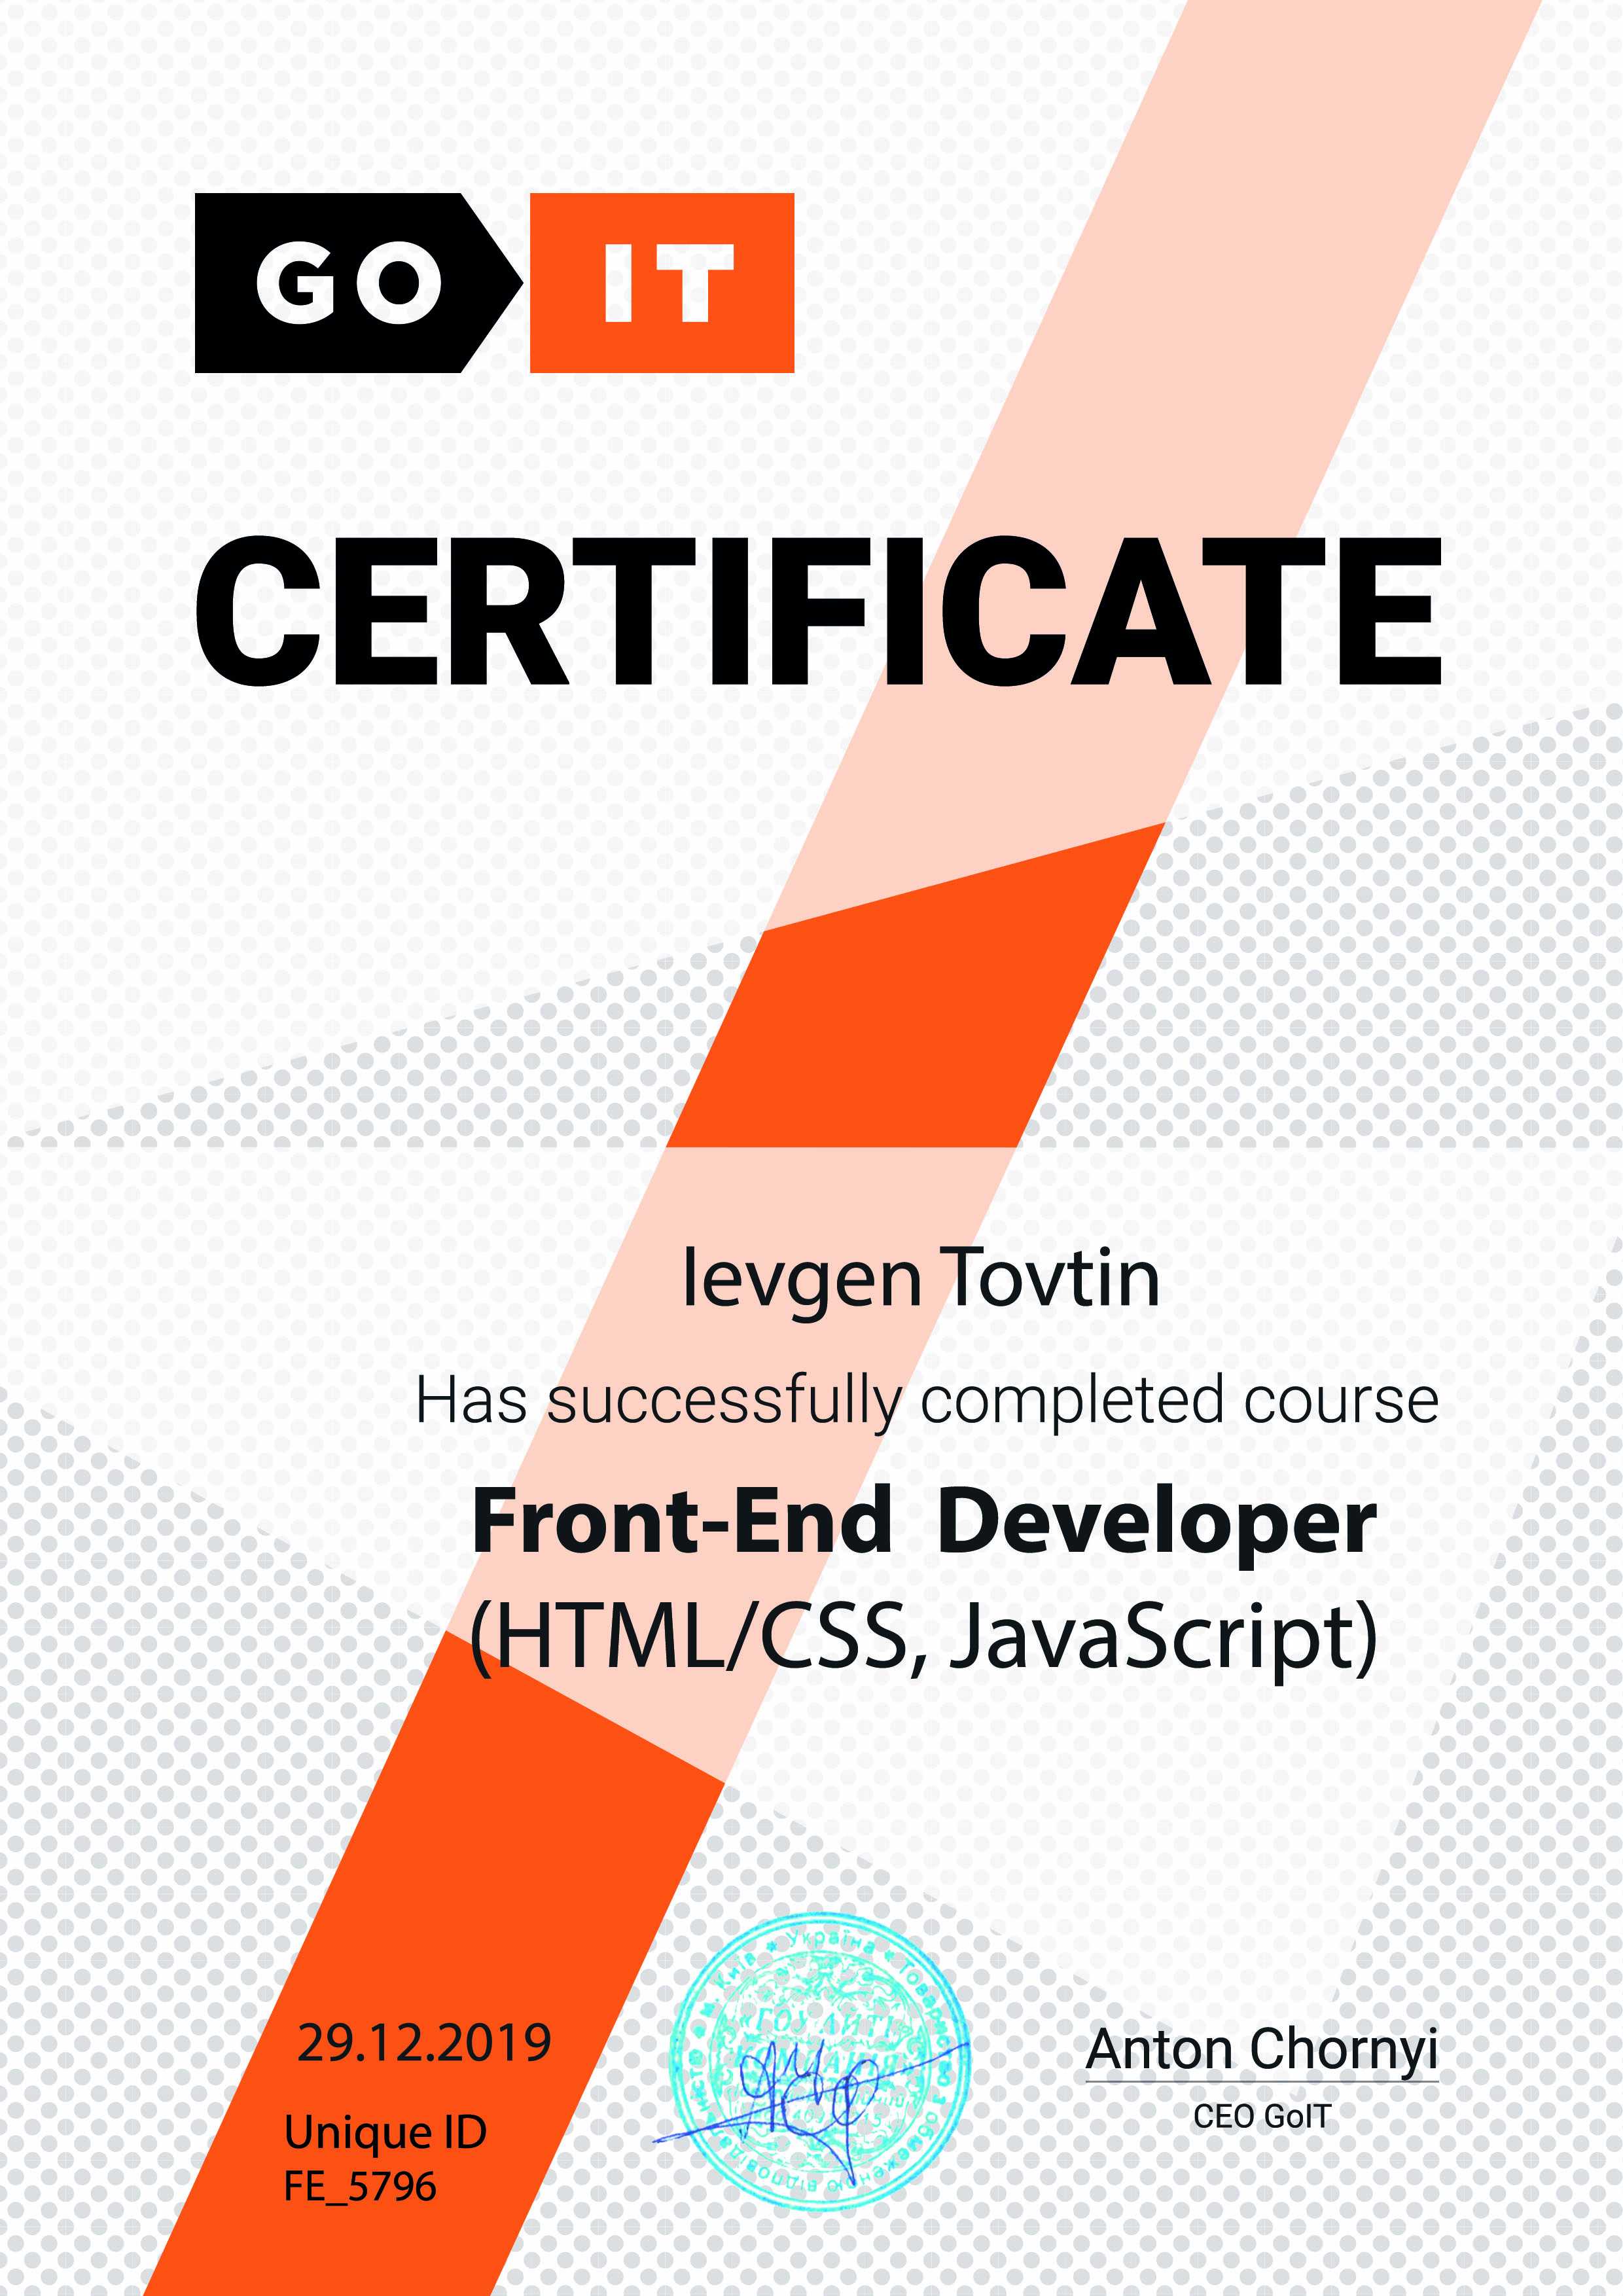 GO IT
CERTIFICATE
Ievgen Tovtin
Has successfully completed course
Front-End Developer
(HTML/CSS, JavaScript)
29.12.2019
Unique ID
FE_5796
м. Київ * Україна * Товариство з обмеженою відповідальністю
«ГОУ АЙТІ
Anton Chornyi
CEO GoIT